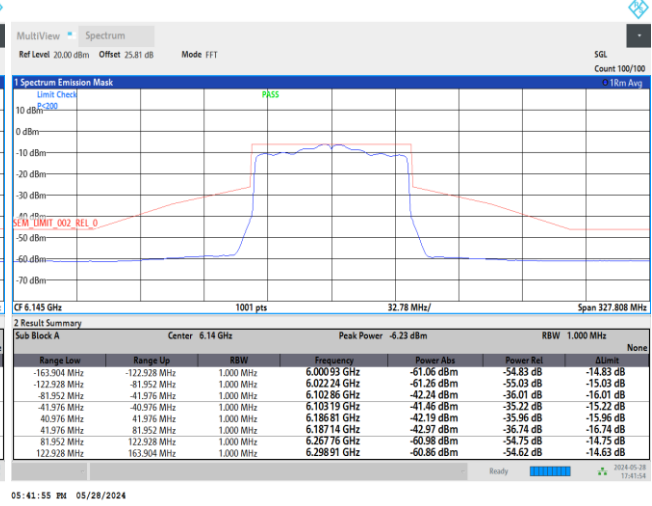 MultiView Spectrum
Ref Level 20.00 dBm Offset 25.81 dB Mode FFT SGL
Count 100/100
1 Spectrum Emission Mask 1Rm Avg
Limit Check PASS
P<200
10 dBm
0 dBm
-10 dBm
-20 dBm
-30 dBm
-40 dBm
SEM_LIMIT_002_REL_0
-50 dBm
-60 dBm
-70 dBm
CF 6.145 GHz 1001 pts 32.78 MHz/ Span 327.808 MHz
2 Result Summary
Sub Block A Center 6.14 GHz Peak Power -6.23 dBm RBW 1.000 MHz
None
Range Low Range Up RBW Frequency Power Abs Power Rel ΔLimit
-163.904 MHz -122.928 MHz 1.000 MHz 6.000 93 GHz -61.06 dBm -54.83 dB -14.83 dB
-122.928 MHz -81.952 MHz 1.000 MHz 6.022 24 GHz -61.26 dBm -55.03 dB -15.03 dB
-81.952 MHz -41.976 MHz 1.000 MHz 6.102 86 GHz -42.24 dBm -36.01 dB -16.01 dB
-41.976 MHz -40.976 MHz 1.000 MHz 6.103 19 GHz -41.46 dBm -35.22 dB -15.22 dB
40.976 MHz 41.976 MHz 1.000 MHz 6.186 81 GHz -42.19 dBm -35.96 dB -15.96 dB
41.976 MHz 81.952 MHz 1.000 MHz 6.187 14 GHz -42.97 dBm -36.74 dB -16.74 dB
81.952 MHz 122.928 MHz 1.000 MHz 6.267 76 GHz -60.98 dBm -54.75 dB -14.75 dB
122.928 MHz 163.904 MHz 1.000 MHz 6.298 91 GHz -60.86 dBm -54.62 dB -14.63 dB
Ready 2024-05-28
17:41:54
05:41:55 PM 05/28/2024